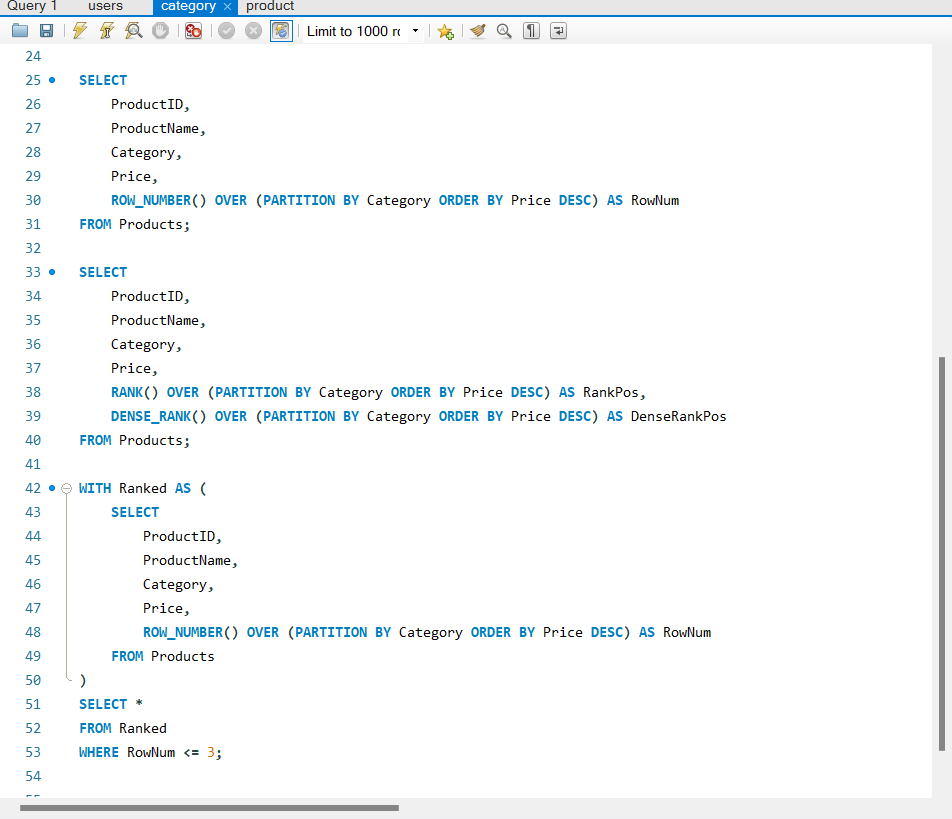 Query 1 users category × product
Limit to 1000 rc
24
25 SELECT
26 ProductID,
27 ProductName,
28 Category,
29 Price,
30 ROW_NUMBER() OVER (PARTITION BY Category ORDER BY Price DESC) AS RowNum
31 FROM Products;
32
33 SELECT
34 ProductID,
35 ProductName,
36 Category,
37 Price,
38 RANK() OVER (PARTITION BY Category ORDER BY Price DESC) AS RankPos,
39 DENSE_RANK() OVER (PARTITION BY Category ORDER BY Price DESC) AS DenseRankPos
40 FROM Products;
41
42 WITH Ranked AS (
43 SELECT
44 ProductID,
45 ProductName,
46 Category,
47 Price,
48 ROW_NUMBER() OVER (PARTITION BY Category ORDER BY Price DESC) AS RowNum
49 FROM Products
50 )
51 SELECT *
52 FROM Ranked
53 WHERE RowNum <= 3;
54